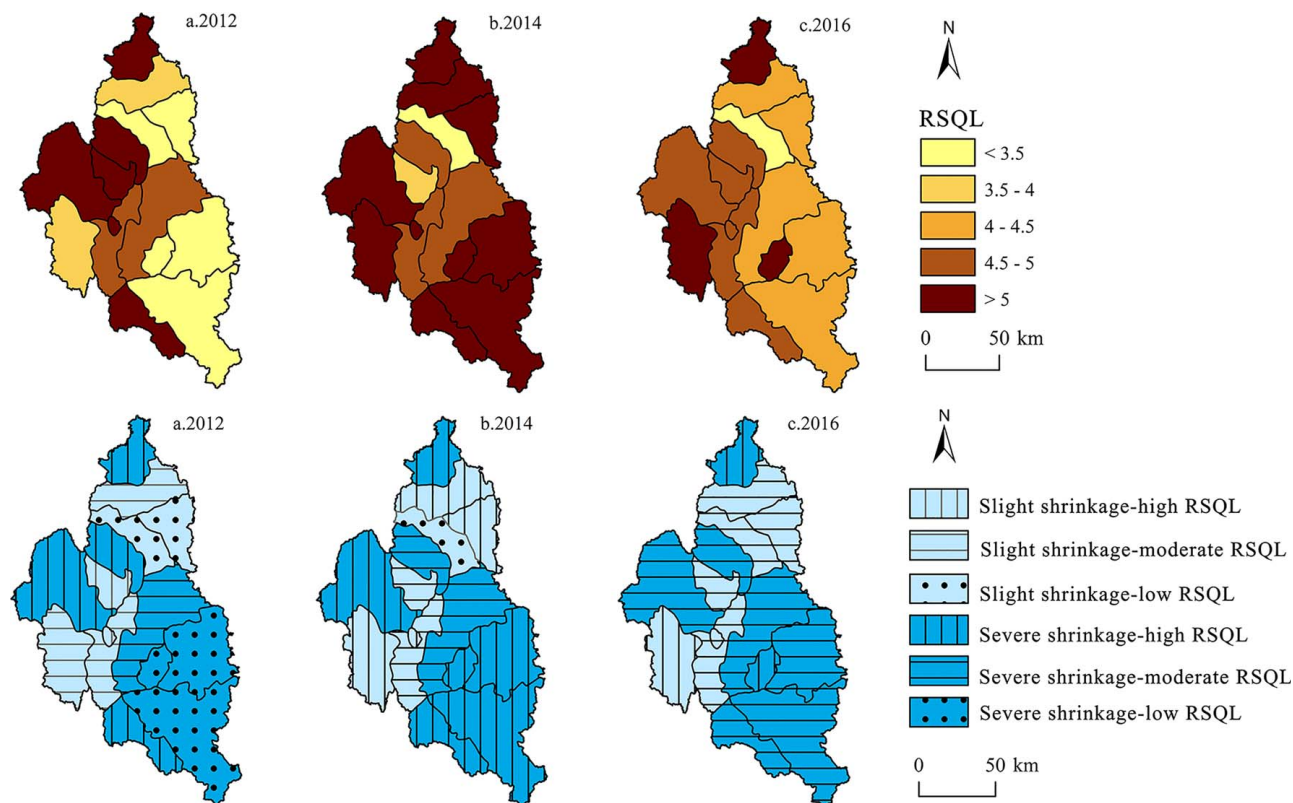 a.2012
b.2014
c.2016
N
RSQL
< 3.5
3.5 - 4
4 - 4.5
4.5 - 5
> 5
0 50 km
a.2012
b.2014
c.2016
N
Slight shrinkage-high RSQL
Slight shrinkage-moderate RSQL
Slight shrinkage-low RSQL
Severe shrinkage-high RSQL
Severe shrinkage-moderate RSQL
Severe shrinkage-low RSQL
0 50 km